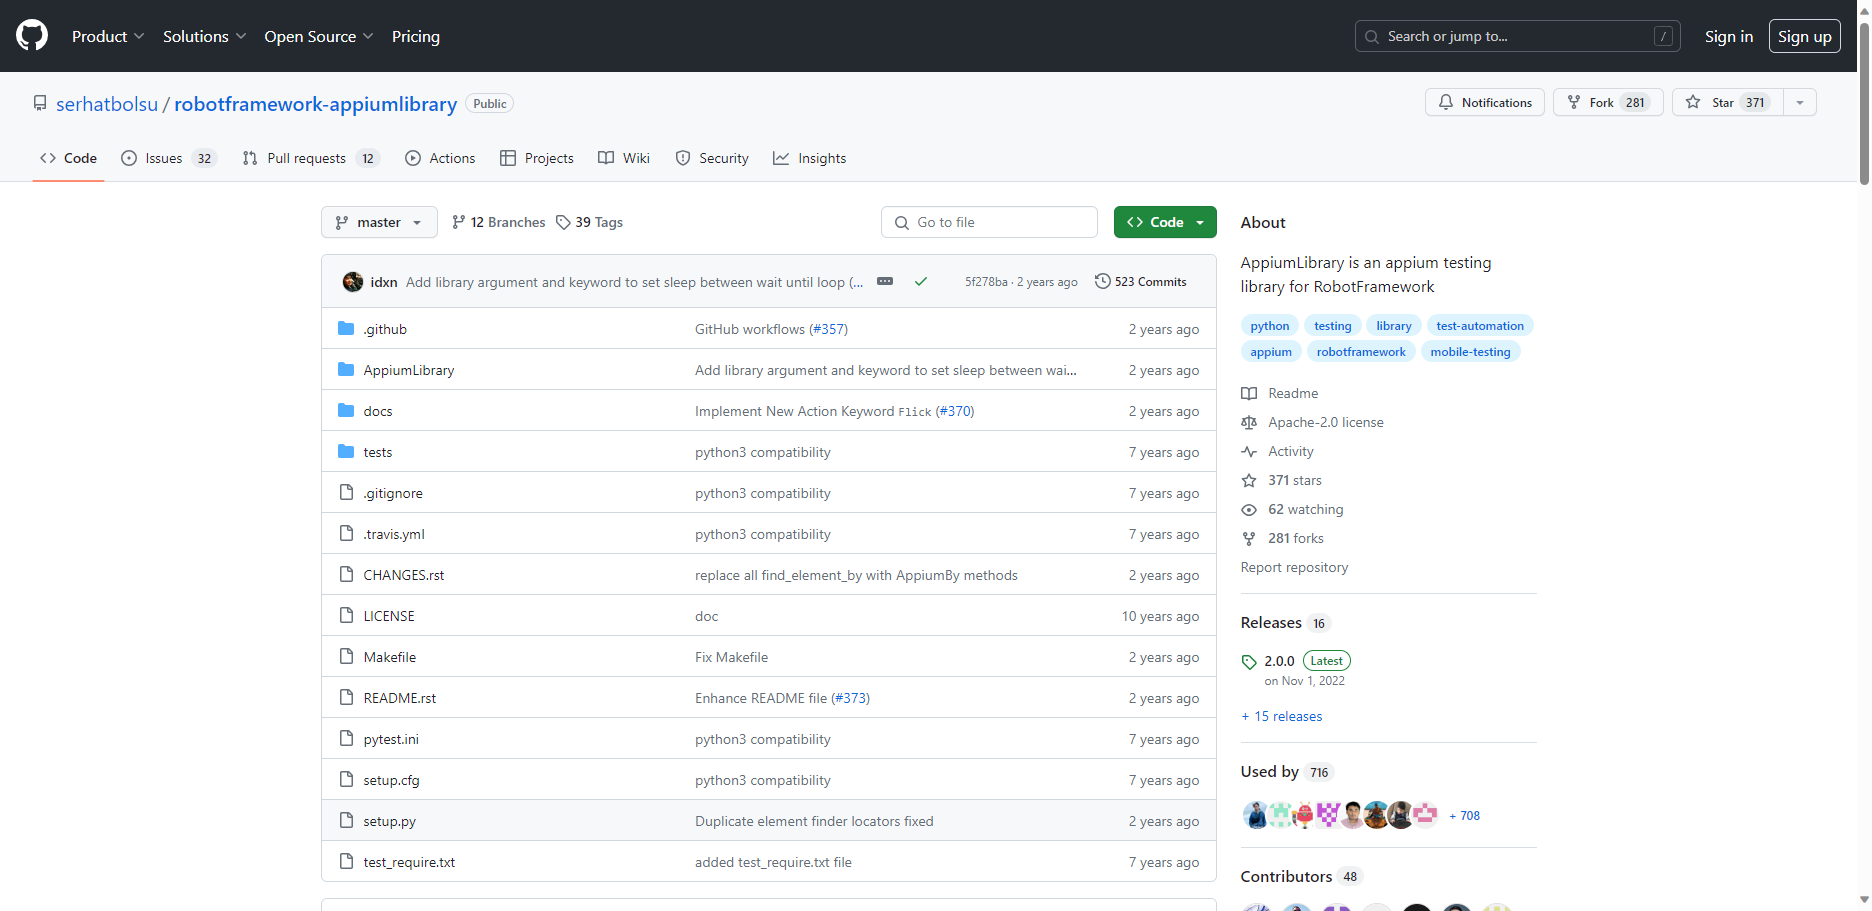 Product Solutions Open Source Pricing Search or jump to... / Sign in Sign up
serhatbolsu / robotframework-appiumlibrary Public Notifications Fork 281 Star 371
Code Issues 32 Pull requests 12 Actions Projects Wiki Security Insights
master 12 Branches 39 Tags Go to file Code
idxn Add library argument and keyword to set sleep between wait until loop (... 5f278ba · 2 years ago 523 Commits
.github GitHub workflows (#357) 2 years ago
AppiumLibrary Add library argument and keyword to set sleep between wai... 2 years ago
docs Implement New Action Keyword Flick (#370) 2 years ago
tests python3 compatibility 7 years ago
.gitignore python3 compatibility 7 years ago
.travis.yml python3 compatibility 7 years ago
CHANGES.rst replace all find_element_by with AppiumBy methods 2 years ago
LICENSE doc 10 years ago
Makefile Fix Makefile 2 years ago
README.rst Enhance README file (#373) 2 years ago
pytest.ini python3 compatibility 7 years ago
setup.cfg python3 compatibility 7 years ago
setup.py Duplicate element finder locators fixed 2 years ago
test_require.txt added test_require.txt file 7 years ago
About
AppiumLibrary is an appium testing
library for RobotFramework
python testing library test-automation
appium robotframework mobile-testing
Readme
Apache-2.0 license
Activity
371 stars
62 watching
281 forks
Report repository
Releases 16
2.0.0 Latest
on Nov 1, 2022
+ 15 releases
Used by 716
+ 708
Contributors 48